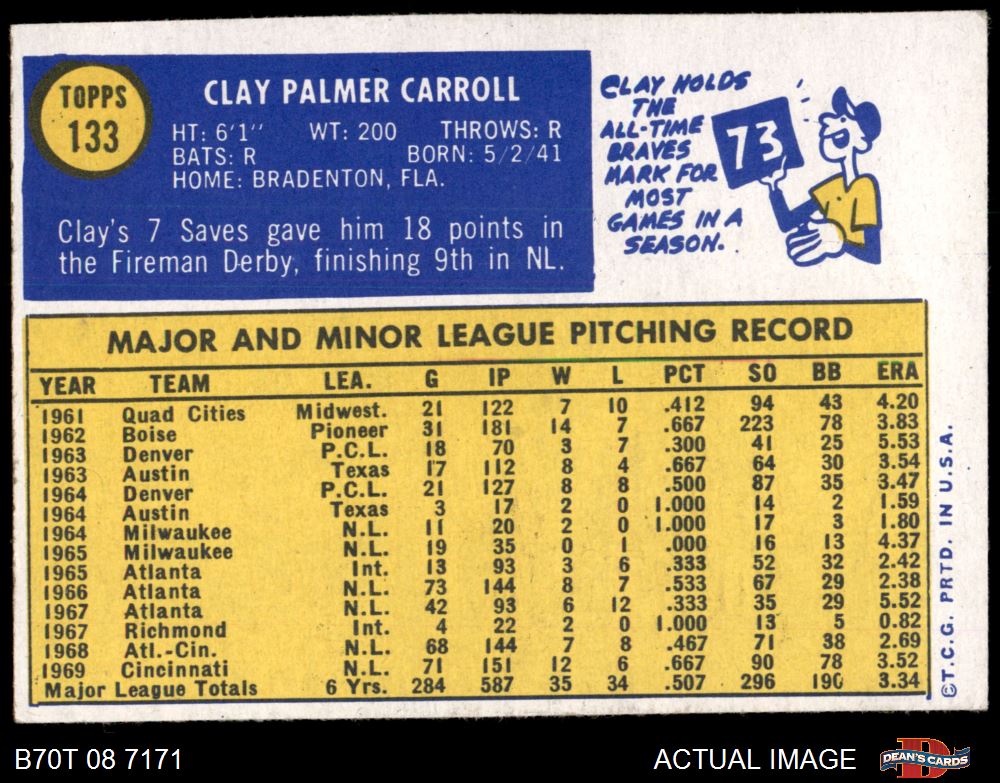 TOPPS
133
CLAY PALMER CARROLL
HT: 6'1" WT: 200 THROWS: R
BATS: R BORN: 5/2/41
HOME: BRADENTON, FLA.
Clay's 7 Saves gave him 18 points in
the Fireman Derby, finishing 9th in NL.
CLAY HOLDS
THE
ALL-TIME
BRAVES
MARK FOR
MOST
GAMES IN A
SEASON.
73
MAJOR AND MINOR LEAGUE PITCHING RECORD
YEAR TEAM LEA. G IP W L PCT SO BB ERA
1961 Quad Cities Midwest. 21 122 7 10 .412 94 43 4.20
1962 Boise Pioneer 31 181 14 7 .667 223 78 3.83
1963 Denver P.C.L. 18 70 3 7 .300 41 25 5.53
1963 Austin Texas 17 112 8 4 .667 64 30 3.54
1964 Denver P.C.L. 21 127 8 8 .500 87 35 3.47
1964 Austin Texas 3 17 2 0 1.000 14 2 1.59
1964 Milwaukee N.L. 11 20 2 0 1.000 17 3 1.80
1965 Milwaukee N.L. 19 35 0 1 .000 16 13 4.37
1965 Atlanta Int. 13 93 3 6 .333 52 32 2.42
1966 Atlanta N.L. 73 144 8 7 .533 67 29 2.38
1967 Atlanta N.L. 42 93 6 12 .333 35 29 5.52
1967 Richmond Int. 4 22 2 0 1.000 13 5 0.82
1968 Atl.-Cin. N.L. 68 144 7 8 .467 71 38 2.69
1969 Cincinnati N.L. 71 151 12 6 .667 90 78 3.52
Major League Totals 6 Yrs. 284 587 35 34 .507 296 190 3.34
©T.C.G. PRTD. IN U.S.A.
B70T 08 7171
ACTUAL IMAGE
DEAN'S CARDS